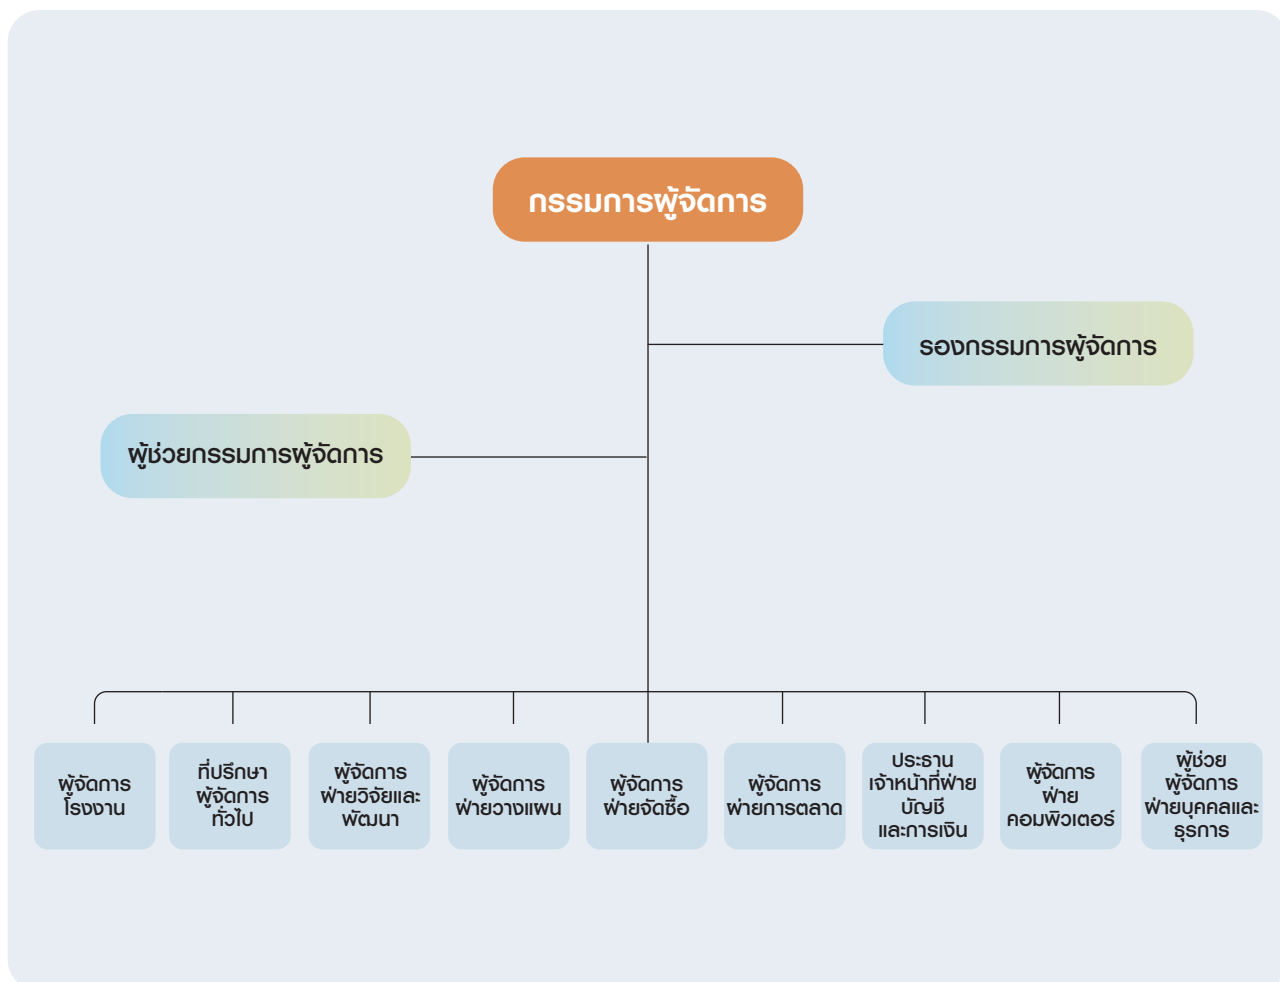 กรรมการผู้จัดการ
รองกรรมการผู้จัดการ
ผู้ช่วยกรรมการผู้จัดการ
ผู้จัดการ
โรงงาน
ที่ปรึกษา
ผู้จัดการ
ทั่วไป
ผู้จัดการ
ฝ่ายวิจัยและ
พัฒนา
ผู้จัดการ
ฝ่ายวางแผน
ผู้จัดการ
ฝ่ายจัดซื้อ
ผู้จัดการ
ผ่ายการตลาด
ประธาน
เจ้าหน้าที่ฝ่าย
บัญชี
และการเงิน
ผู้จัดการ
ฝ่าย
คอมพิวเตอร์
ผู้ช่วย
ผู้จัดการ
ฝ่ายบุคคลและ
ธุรการ